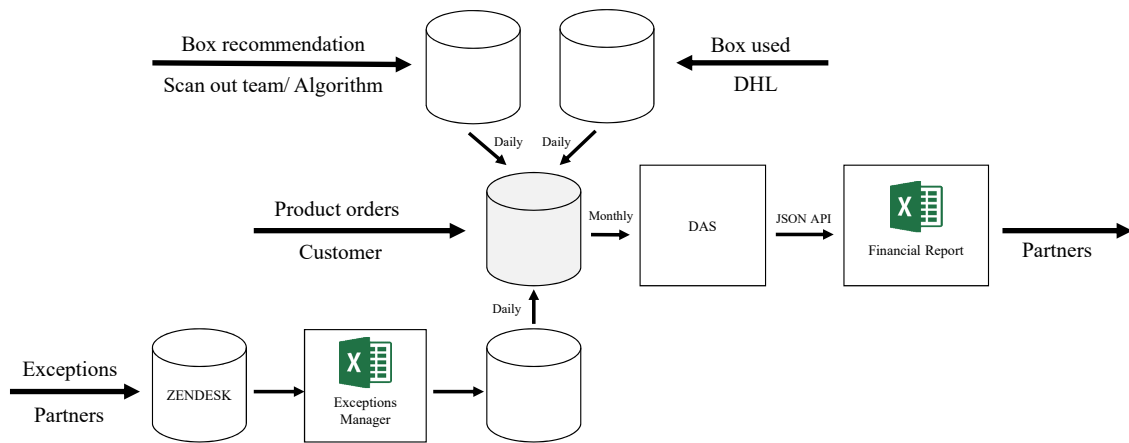 Box recommendation
Scan out team/ Algorithm
Box used
DHL
Daily
Daily
Product orders
Customer
Monthly
DAS
JSON API
X
Financial Report
Partners
Daily
Exceptions
Partners
ZENDESK
X
Exceptions
Manager